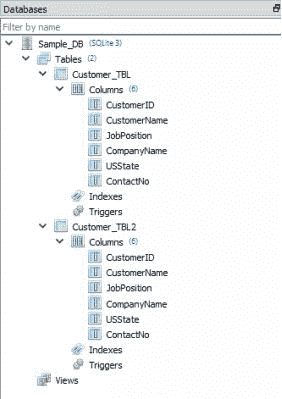 Databases
Filter by name
Sample_DB (SQLite 3)
Tables (2)
Customer_TBL
Columns (6)
CustomerID
CustomerName
JobPosition
CompanyName
USState
ContactNo
Indexes
Triggers
Customer_TBL2
Columns (6)
CustomerID
CustomerName
JobPosition
CompanyName
USState
ContactNo
Indexes
Triggers
Views